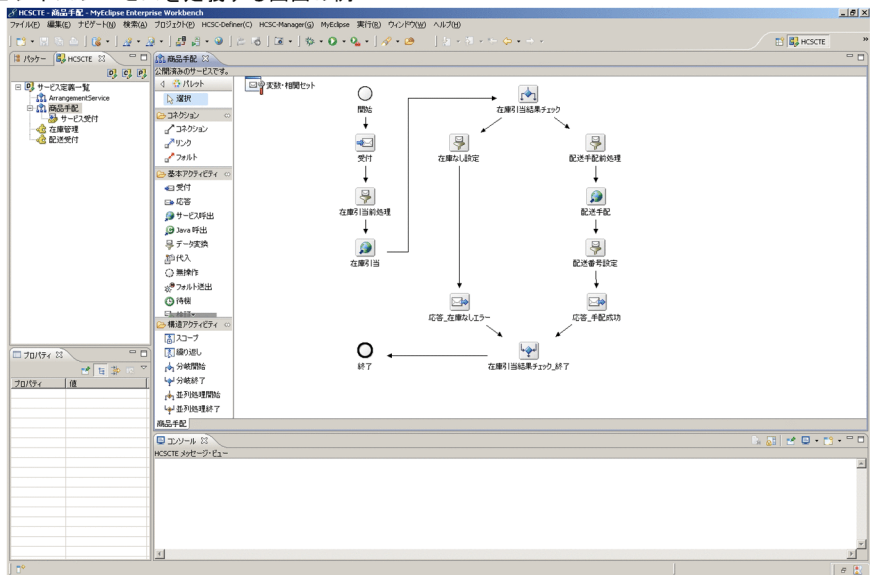 HCSCTE - 商品手配 - MyEclipse Enterprise Workbench
ファイル(F) 編集(E) ナビゲート(N) 検索(A) プロジェクト(P) HCSC-Definer(C) HCSC-Manager(G) MyEclipse 実行(R) ウィンドウ(W) ヘルプ(H)
HCSCTE
パッケー HCSCTE
サービス定義一覧
ArrangementService
商品手配
サービス受付
在庫管理
配送受付
商品手配
公開済みのサービスです。
パレット
選択
コネクション
コネクション
リンク
フォルト
基本アクティビティ
受付
応答
サービス呼出
Java 呼出
データ変換
代入
無操作
フォルト送出
待機
構造アクティビティ
スコープ
繰り返し
分岐開始
分岐終了
並列処理開始
並列処理終了
変数・相関セット
開始
受付
在庫引当前処理
在庫引当
在庫引当結果チェック
在庫なし設定
配送手配前処理
配送手配
配送番号設定
応答_在庫なしエラー
応答_手配成功
在庫引当結果チェック_終了
終了
商品手配
プロパティ
プロパティ 値
コンソール
HCSCTE メッセージ・ビュー